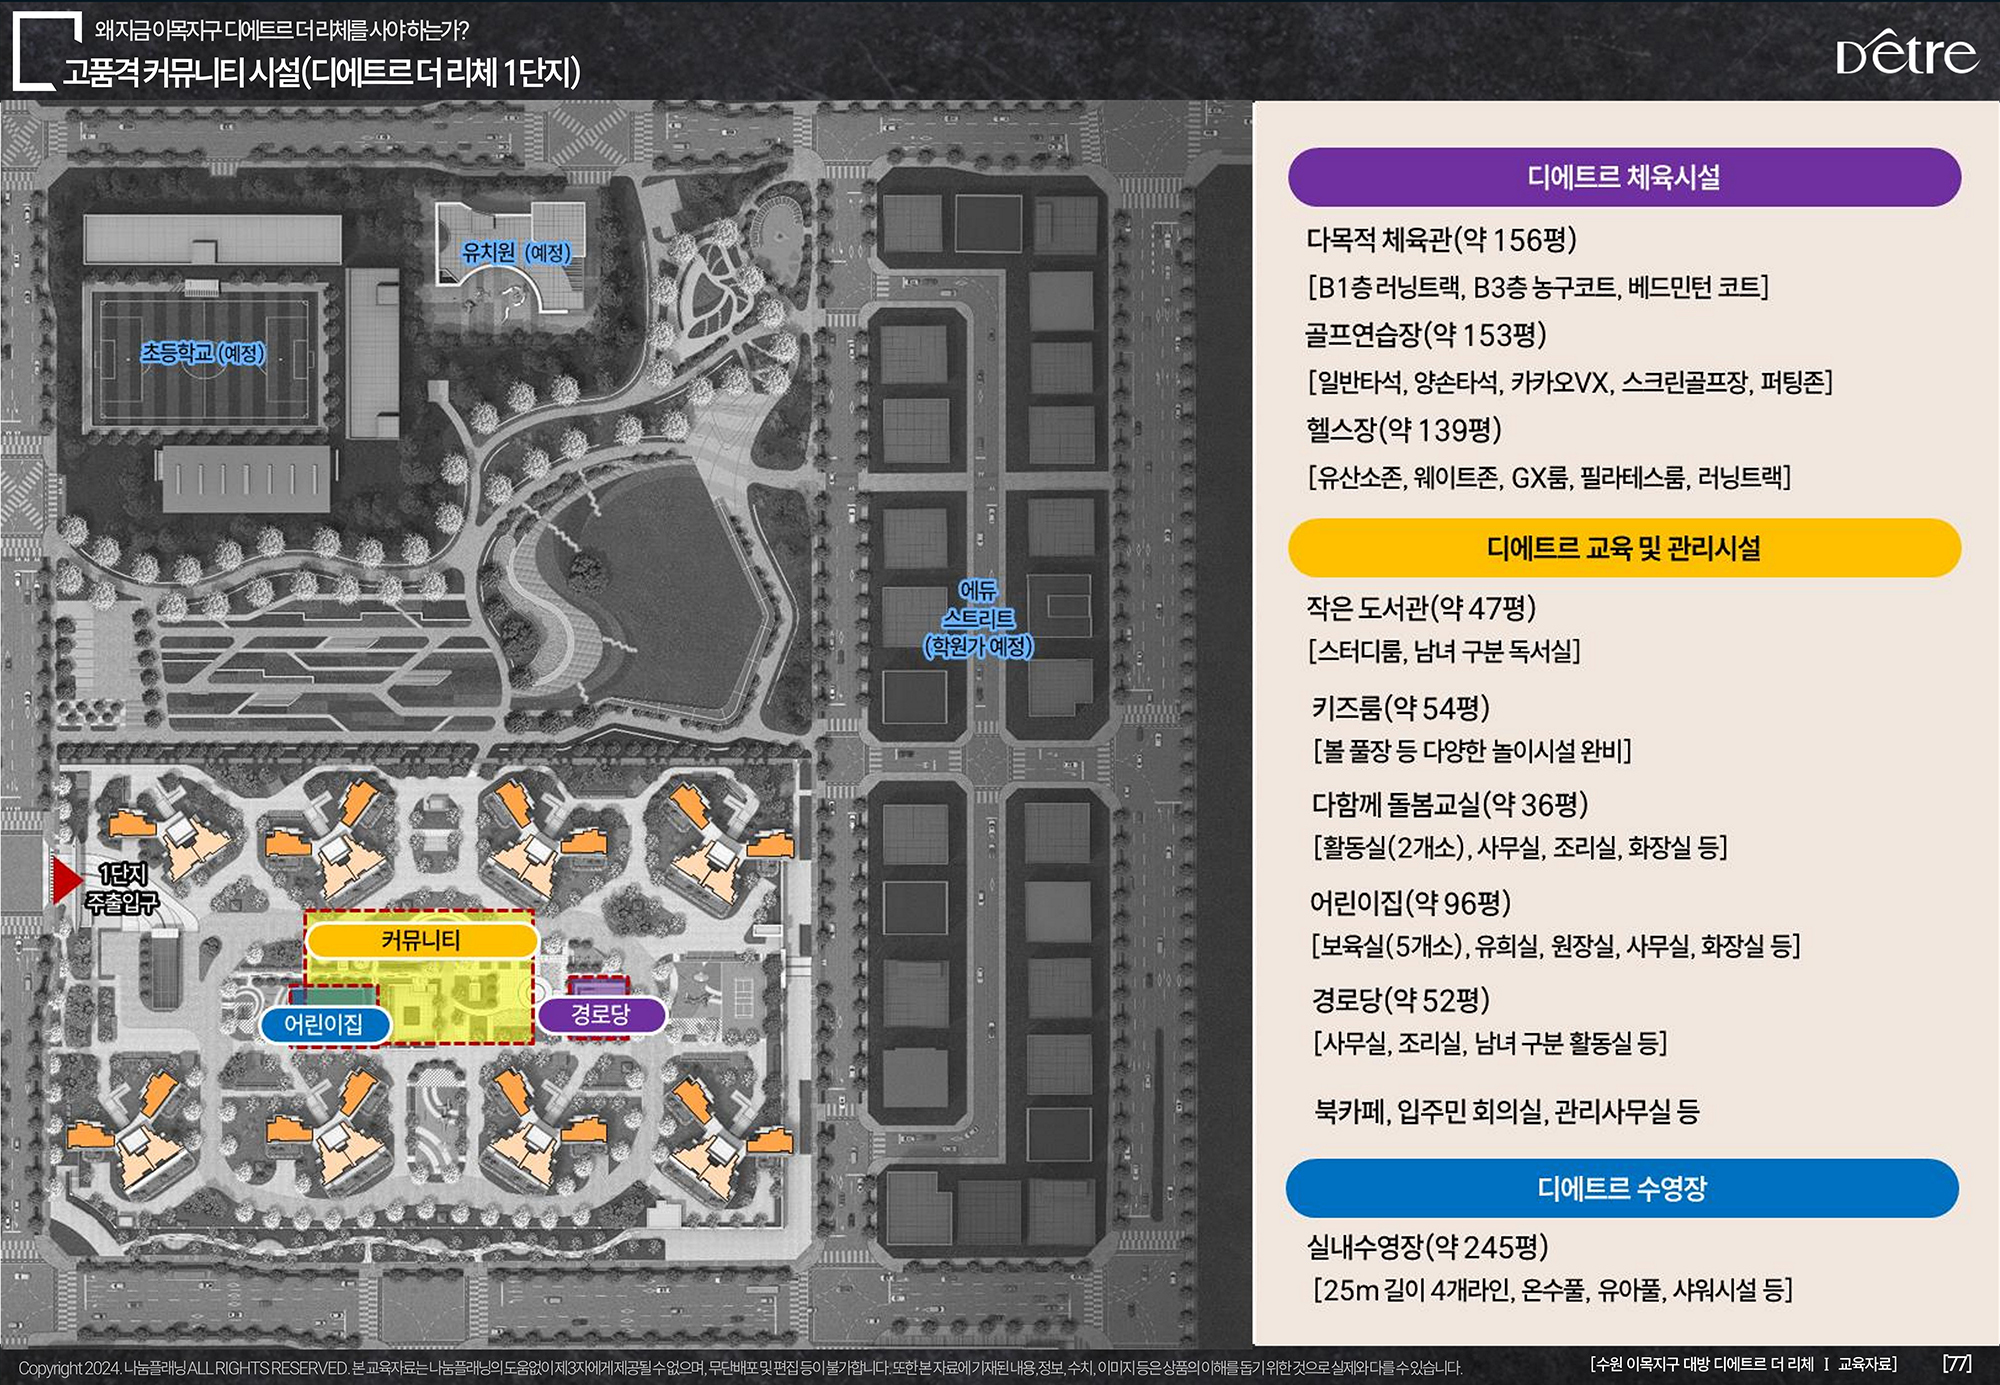 왜 지금 이목지구 디에트르 더 리체를 사야 하는가?
고품격 커뮤니티 시설(디에트르 더 리체 1단지)
D'être
유치원 (예정)
초등학교 (예정)
에듀
스트리트
(학원가 예정)
1단지
주출입구
커뮤니티
어린이집
경로당
디에트르 체육시설
다목적 체육관(약 156평)
[B1층 러닝트랙, B3층 농구코트, 베드민턴 코트]
골프연습장(약 153평)
[일반타석, 양손타석, 카카오VX, 스크린골프장, 퍼팅존]
헬스장(약 139평)
[유산소존, 웨이트존, GX룸, 필라테스룸, 러닝트랙]
디에트르 교육 및 관리시설
작은 도서관(약 47평)
[스터디룸, 남녀 구분 독서실]
키즈룸(약 54평)
[볼 풀장 등 다양한 놀이시설 완비]
다함께 돌봄교실(약 36평)
[활동실(2개소), 사무실, 조리실, 화장실 등]
어린이집(약 96평)
[보육실(5개소), 유희실, 원장실, 사무실, 화장실 등]
경로당(약 52평)
[사무실, 조리실, 남녀 구분 활동실 등]
북카페, 입주민 회의실, 관리사무실 등
디에트르 수영장
실내수영장(약 245평)
[25m 길이 4개라인, 온수풀, 유아풀, 샤워시설 등]
Copyright 2024. 나눔플래닝 ALL RIGHTS RESERVED. 본 교육자료는 나눔플래닝의 도움없이 제3자에게 제공될 수 없으며, 무단배포 및 편집 등이 불가합니다. 또한 본 자료에 기재된 내용, 정보, 수치, 이미지 등은 상품의 이해를 돕기 위한 것으로 실제와 다를 수 있습니다.
[수원 이목지구 대방 디에트르 더 리체 I 교육자료]
[77]